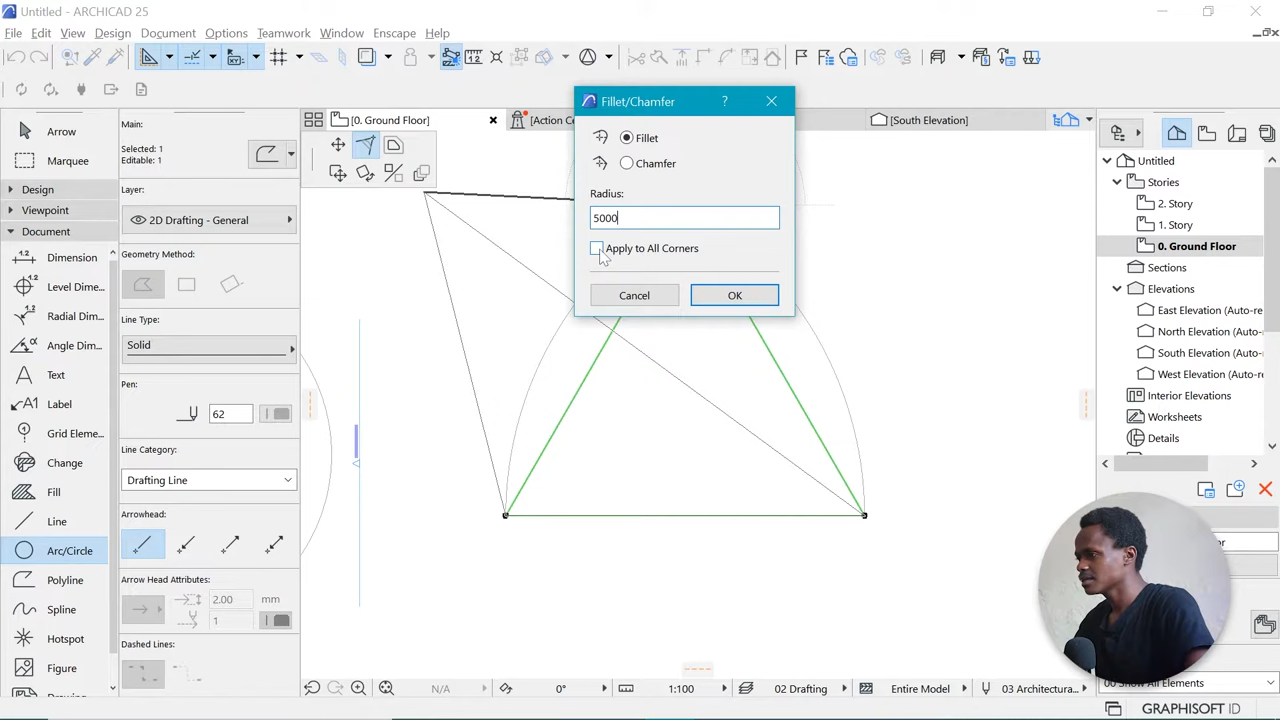 Untitled - ARCHICAD 25
File Edit View Design Document Options Teamwork Window Enscape Help
[0. Ground Floor]
[Action Ce
[South Elevation]
Arrow
Marquee
Design
Viewpoint
Document
Dimension
Level Dime...
Radial Dim...
Angle Dim...
Text
Label
Grid Eleme...
Change
Fill
Line
Arc/Circle
Polyline
Spline
Hotspot
Figure
Main:
Selected: 1
Editable: 1
Layer:
2D Drafting - General
Geometry Method:
Line Type:
Solid
Pen:
62
Line Category:
Drafting Line
Arrowhead:
Arrow Head Attributes:
2.00 mm
1
Dashed Lines:
Fillet/Chamfer ?
Fillet
Chamfer
Radius:
5000
Apply to All Corners
Cancel OK
Untitled
Stories
2. Story
1. Story
0. Ground Floor
Sections
Elevations
East Elevation (Auto-re
North Elevation (Auto-r
South Elevation (Auto-
West Elevation (Auto-r
Interior Elevations
Worksheets
Details
N/A 0° 1:100 02 Drafting Entire Model 03 Architectura... 00 Show All Elements
GRAPHISOFT ID